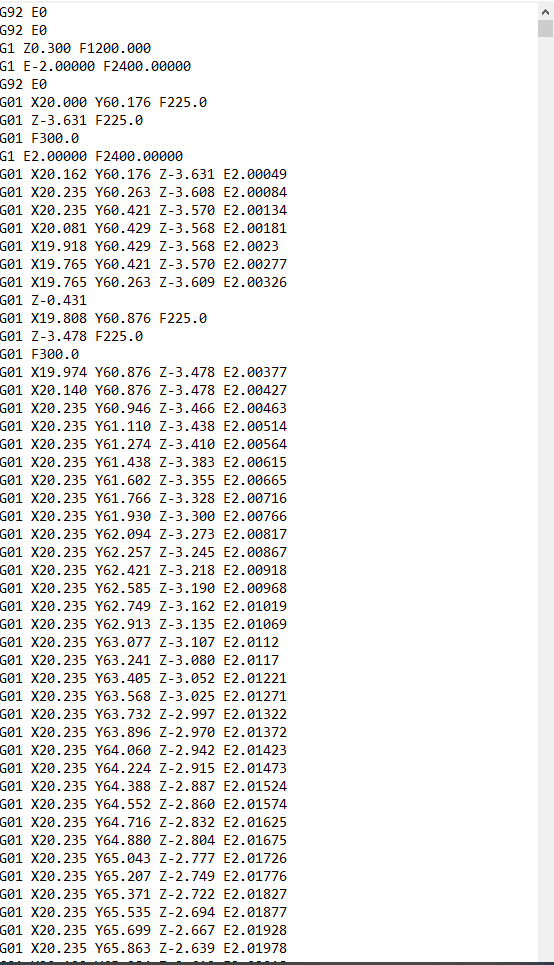 G92 E0
G92 E0
G1 Z0.300 F1200.000
G1 E-2.00000 F2400.00000
G92 E0
G01 X20.000 Y60.176 F225.0
G01 Z-3.631 F225.0
G01 F300.0
G1 E2.00000 F2400.00000
G01 X20.162 Y60.176 Z-3.631 E2.00049
G01 X20.235 Y60.263 Z-3.608 E2.00084
G01 X20.235 Y60.421 Z-3.570 E2.00134
G01 X20.081 Y60.429 Z-3.568 E2.00181
G01 X19.918 Y60.429 Z-3.568 E2.0023
G01 X19.765 Y60.421 Z-3.570 E2.00277
G01 X19.765 Y60.263 Z-3.609 E2.00326
G01 Z-0.431
G01 X19.808 Y60.876 F225.0
G01 Z-3.478 F225.0
G01 F300.0
G01 X19.974 Y60.876 Z-3.478 E2.00377
G01 X20.140 Y60.876 Z-3.478 E2.00427
G01 X20.235 Y60.946 Z-3.466 E2.00463
G01 X20.235 Y61.110 Z-3.438 E2.00514
G01 X20.235 Y61.274 Z-3.410 E2.00564
G01 X20.235 Y61.438 Z-3.383 E2.00615
G01 X20.235 Y61.602 Z-3.355 E2.00665
G01 X20.235 Y61.766 Z-3.328 E2.00716
G01 X20.235 Y61.930 Z-3.300 E2.00766
G01 X20.235 Y62.094 Z-3.273 E2.00817
G01 X20.235 Y62.257 Z-3.245 E2.00867
G01 X20.235 Y62.421 Z-3.218 E2.00918
G01 X20.235 Y62.585 Z-3.190 E2.00968
G01 X20.235 Y62.749 Z-3.162 E2.01019
G01 X20.235 Y62.913 Z-3.135 E2.01069
G01 X20.235 Y63.077 Z-3.107 E2.0112
G01 X20.235 Y63.241 Z-3.080 E2.0117
G01 X20.235 Y63.405 Z-3.052 E2.01221
G01 X20.235 Y63.568 Z-3.025 E2.01271
G01 X20.235 Y63.732 Z-2.997 E2.01322
G01 X20.235 Y63.896 Z-2.970 E2.01372
G01 X20.235 Y64.060 Z-2.942 E2.01423
G01 X20.235 Y64.224 Z-2.915 E2.01473
G01 X20.235 Y64.388 Z-2.887 E2.01524
G01 X20.235 Y64.552 Z-2.860 E2.01574
G01 X20.235 Y64.716 Z-2.832 E2.01625
G01 X20.235 Y64.880 Z-2.804 E2.01675
G01 X20.235 Y65.043 Z-2.777 E2.01726
G01 X20.235 Y65.207 Z-2.749 E2.01776
G01 X20.235 Y65.371 Z-2.722 E2.01827
G01 X20.235 Y65.535 Z-2.694 E2.01877
G01 X20.235 Y65.699 Z-2.667 E2.01928
G01 X20.235 Y65.863 Z-2.639 E2.01978